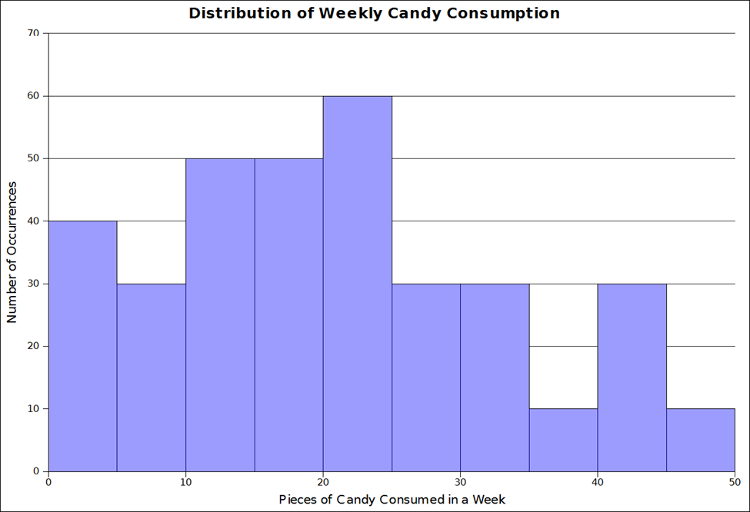 Distribution of Weekly Candy Consumption
70
60
50
40
30
20
10
0
Number of Occurrences
0 10 20 30 40 50
Pieces of Candy Consumed in a Week